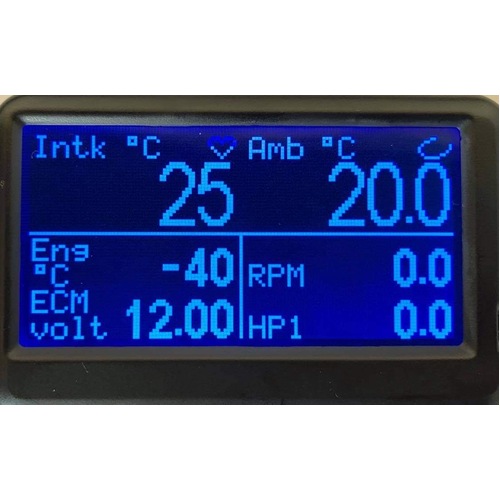 Intk °C Amb °C
25 20.0
Eng °C -40 RPM 0.0
ECM volt 12.00 HP1 0.0